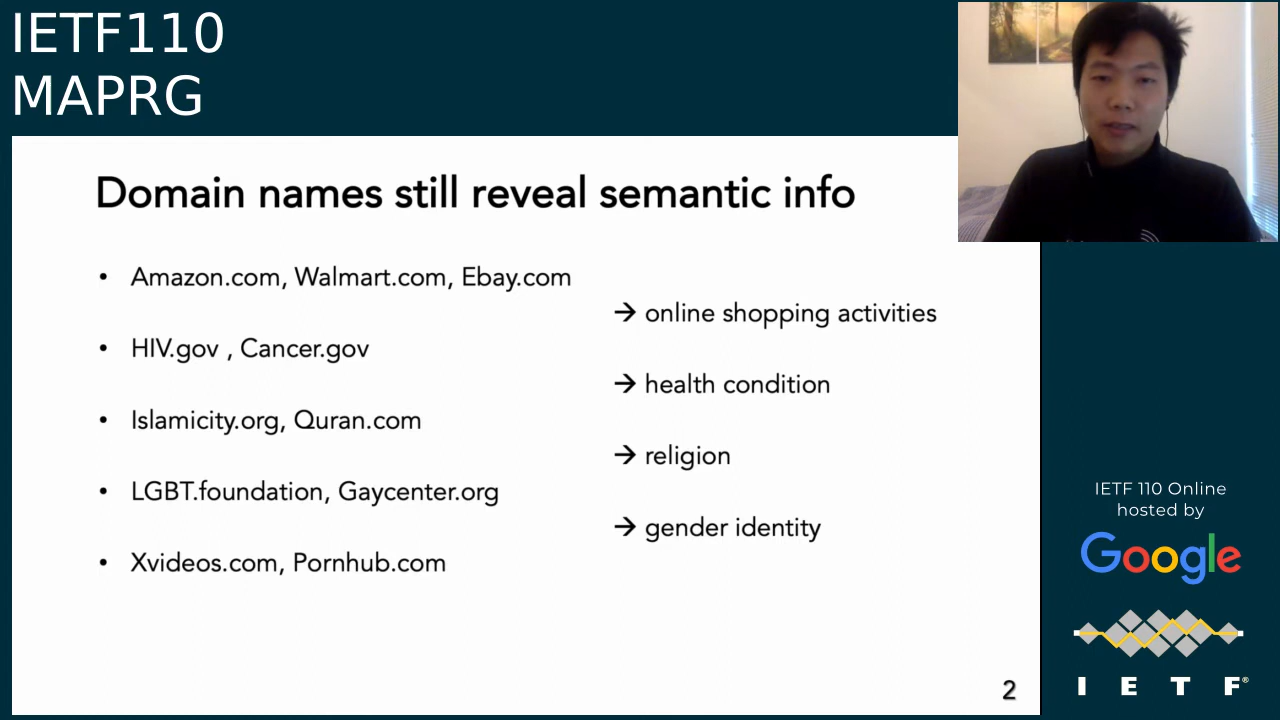 IETF110
MAPRG
Domain names still reveal semantic info
• Amazon.com, Walmart.com, Ebay.com
→ online shopping activities
• HIV.gov , Cancer.gov
→ health condition
• Islamicity.org, Quran.com
→ religion
• LGBT.foundation, Gaycenter.org
→ gender identity
• Xvideos.com, Pornhub.com
2
IETF 110 Online
hosted by
Google
IETF®